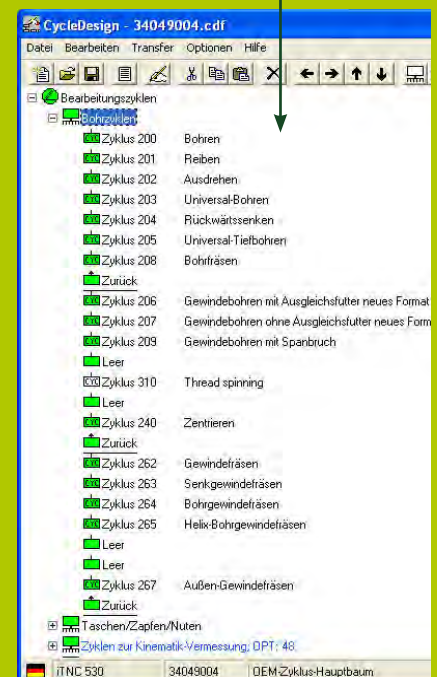 CycleDesign - 34049004.cdf
Datei Bearbeiten Transfer Optionen Hilfe
Bearbeitungszyklen
Bohrzyklen
CYC Zyklus 200 Bohren
CYC Zyklus 201 Reiben
CYC Zyklus 202 Ausdrehen
CYC Zyklus 203 Universal-Bohren
CYC Zyklus 204 Rückwärtssenken
CYC Zyklus 205 Universal-Tiefbohren
CYC Zyklus 208 Bohrfräsen
Zurück
CYC Zyklus 206 Gewindebohren mit Ausgleichsfutter neues Format
CYC Zyklus 207 Gewindebohren ohne Ausgleichsfutter neues Form
CYC Zyklus 209 Gewindebohren mit Spanbruch
Leer
CYC Zyklus 310 Thread spinning
Leer
CYC Zyklus 240 Zentrieren
Zurück
CYC Zyklus 262 Gewindefräsen
CYC Zyklus 263 Senkgewindefräsen
CYC Zyklus 264 Bohrgewindefräsen
CYC Zyklus 265 Helix-Bohrgewindefräsen
Leer
Leer
CYC Zyklus 267 Außen-Gewindefräsen
Zurück
Taschen/Zapfen/Nuten
Zyklen zur Kinematik-Vermessung; OPT: 48
iTNC 530 34049004 OEM-Zyklus-Hauptbaum